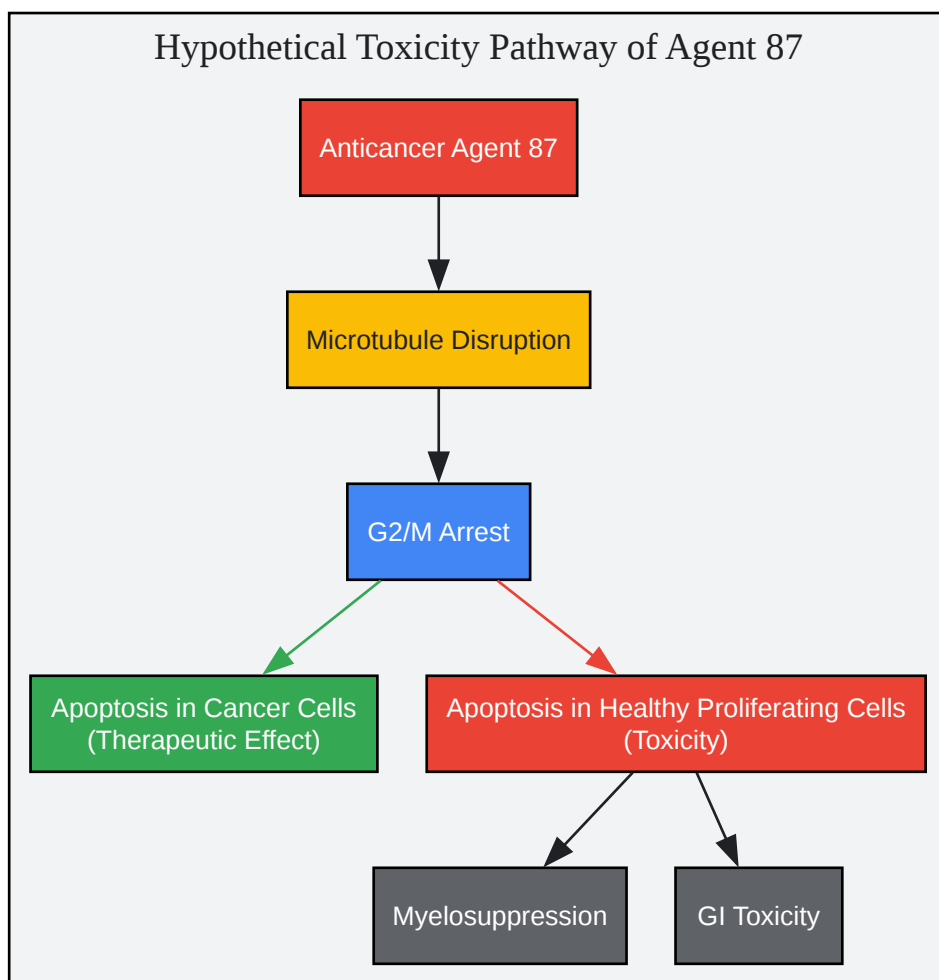 Hypothetical Toxicity Pathway of Agent 87
Anticancer Agent 87
Microtubule Disruption
G2/M Arrest
Apoptosis in Cancer Cells
(Therapeutic Effect)
Apoptosis in Healthy Proliferating Cells
(Toxicity)
Myelosuppression
GI Toxicity